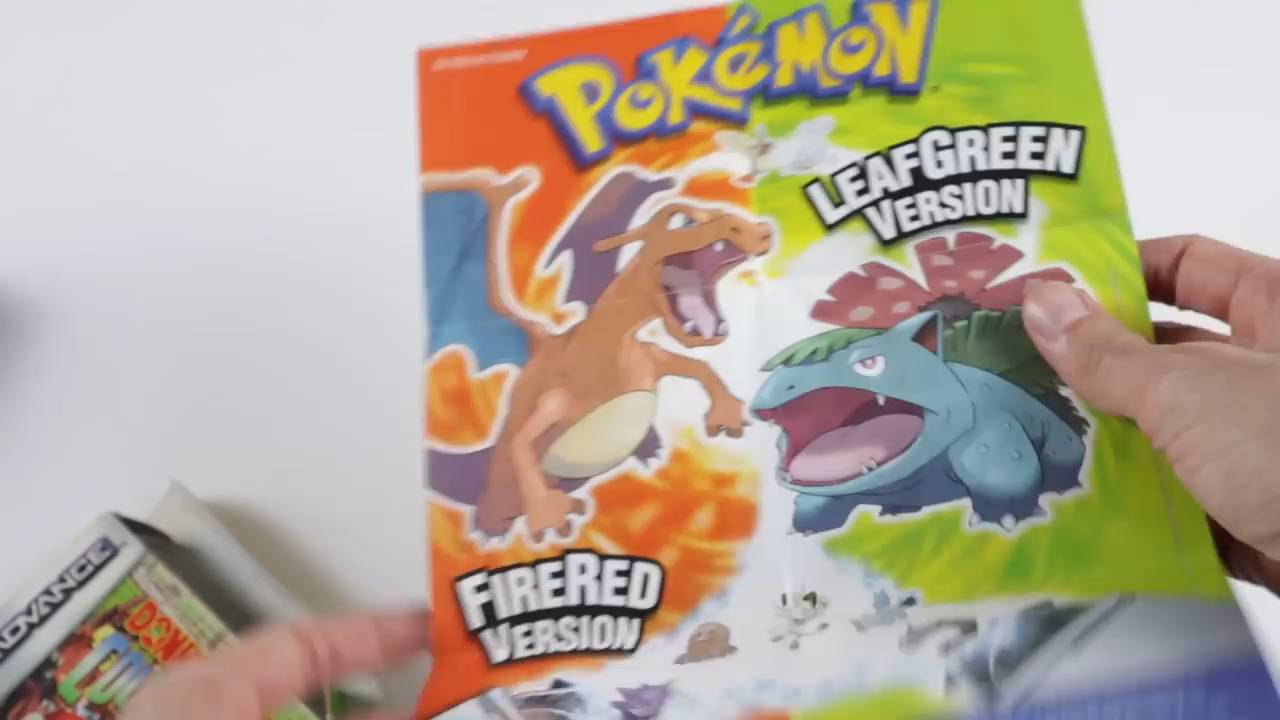 POKéMON
LEAFGREEN
VERSION
FIRERED
VERSION
ADVANCE